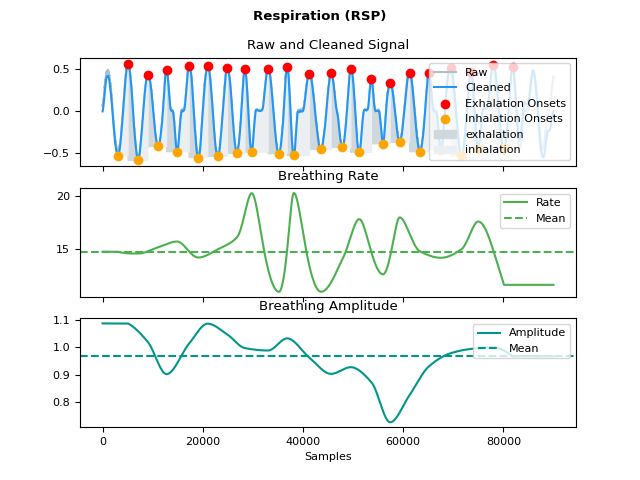 Respiration (RSP)
Raw and Cleaned Signal
0.5
0.0
−0.5
Raw
Cleaned
Exhalation Onsets
Inhalation Onsets
exhalation
inhalation
Breathing Rate
20
15
Rate
Mean
Breathing Amplitude
1.1
1.0
0.9
0.8
Amplitude
Mean
0
20000
40000
60000
80000
Samples